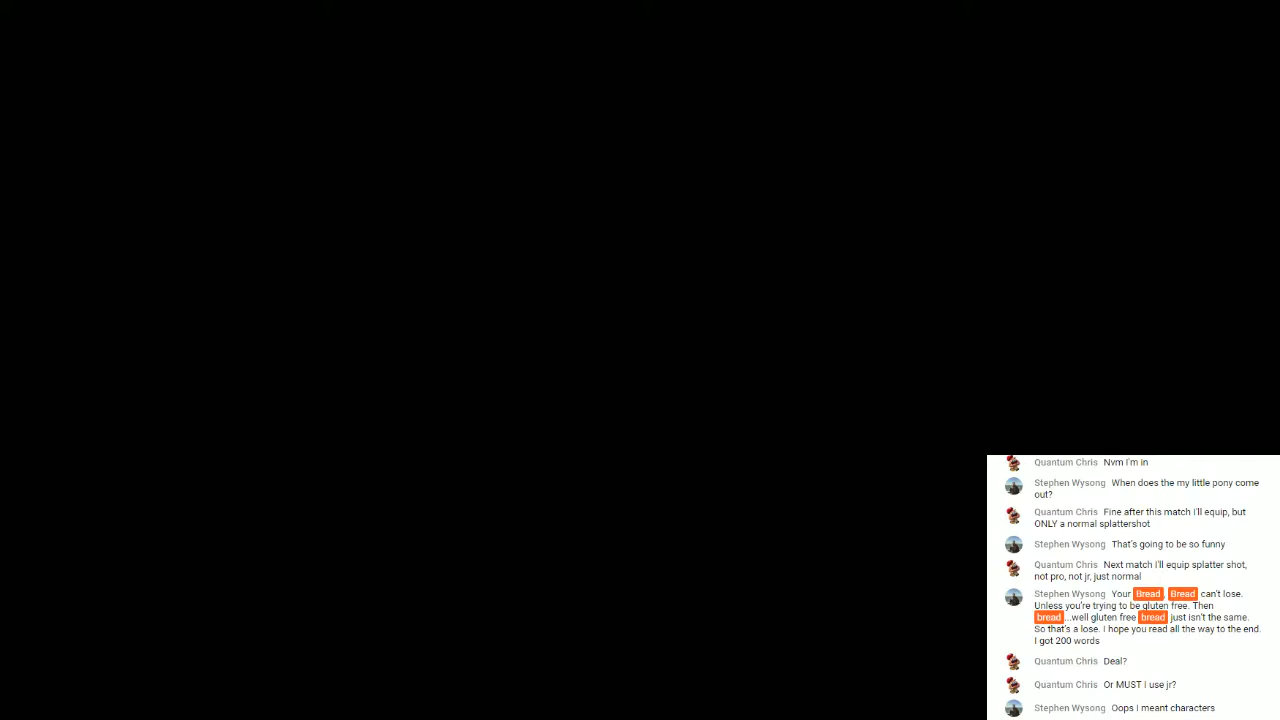 Quantum Chris Nvm I'm in
Stephen Wysong When does the my little pony come
out?
Quantum Chris Fine after this match I'll equip, but
ONLY a normal splattershot
Stephen Wysong That's going to be so funny
Quantum Chris Next match I'll equip splatter shot,
not pro, not jr, just normal
Stephen Wysong Your Bread, Bread can't lose.
Unless you're trying to be gluten free. Then
bread...well gluten free bread just isn't the same.
So that's a lose. I hope you read all the way to the end.
I got 200 words
Quantum Chris Deal?
Quantum Chris Or MUST I use jr?
Stephen Wysong Oops I meant characters